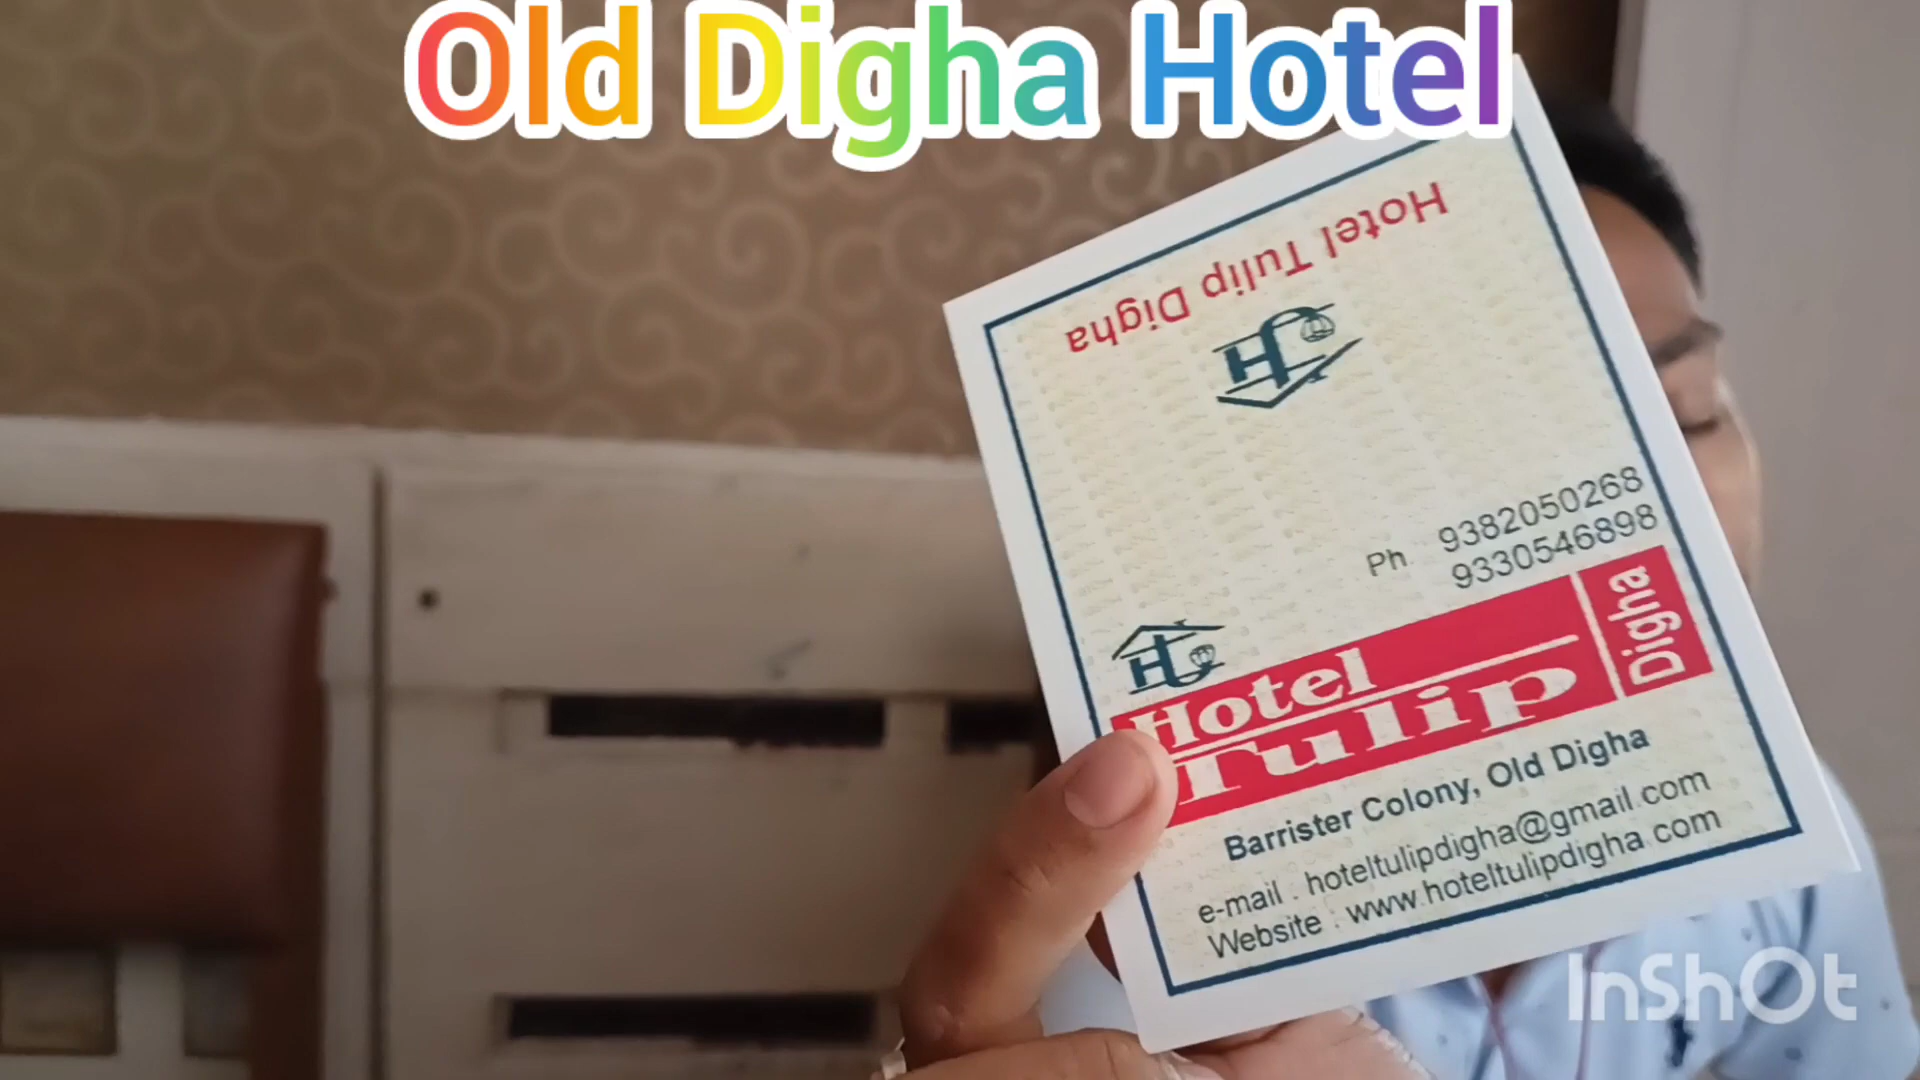 Old Digha Hotel
Hotel Tulip Digha
Ph 9382050268
9330546898
Hotel
Tulip
Digha
Barrister Colony, Old Digha
e-mail : hoteltulipdigha@gmail.com
Website : www.hoteltulipdigha.com
InShOt